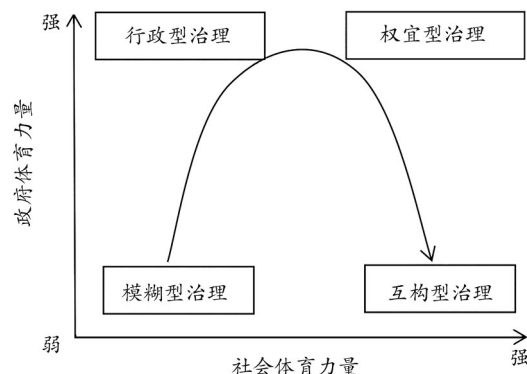 强
行政型治理
权宜型治理
政府体育力量
模糊型治理
互构型治理
弱
社会体育力量
强